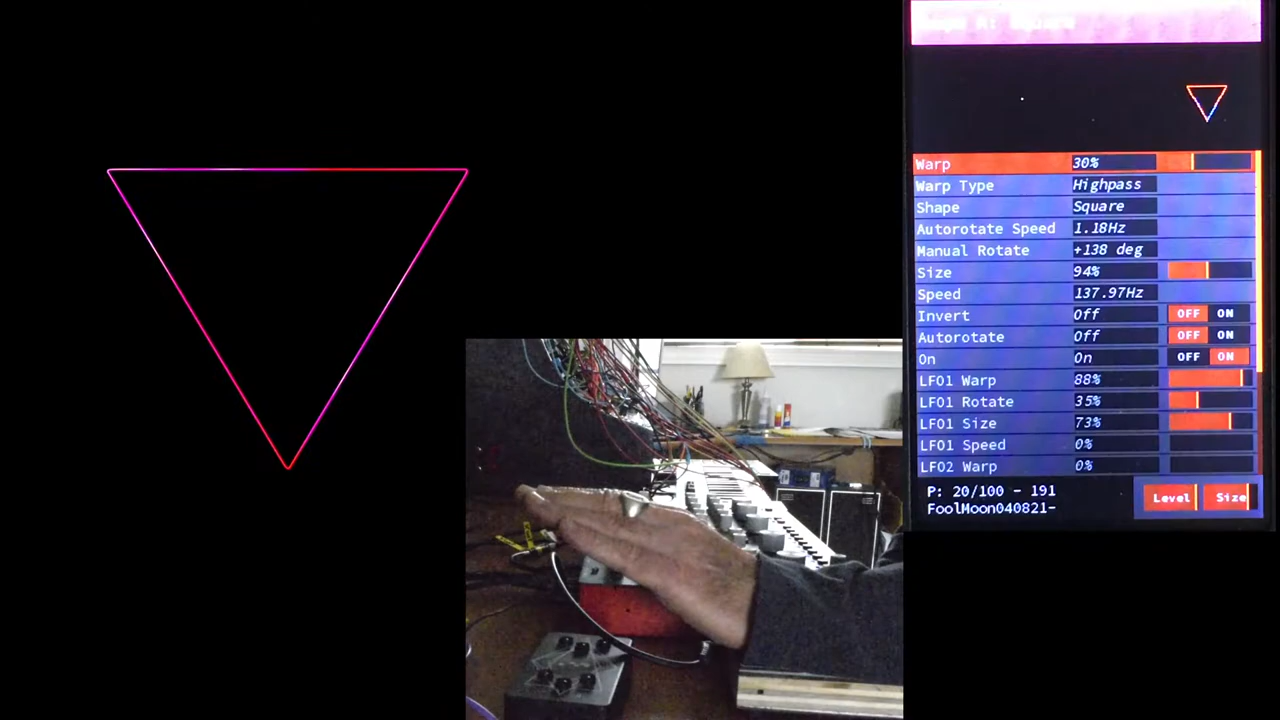 Warp 30%
Warp Type Highpass
Shape Square
Autorotate Speed 1.18Hz
Manual Rotate +138 deg
Size 94%
Speed 137.97Hz
Invert Off OFF ON
Autorotate Off OFF ON
On On OFF ON
LFO1 Warp 88%
LFO1 Rotate 35%
LFO1 Size 73%
LFO1 Speed 0%
LFO2 Warp 0%
P: 20/100 - 191
FoolMoon040821-
Level Size